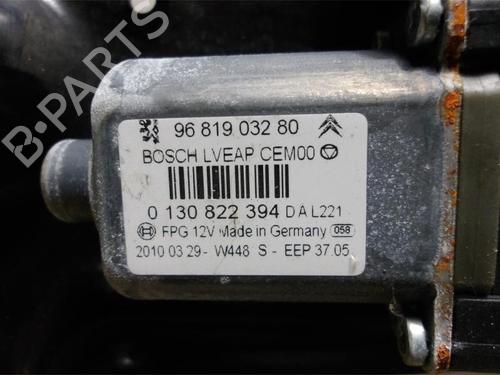 96 819 032 80
BOSCH LVEAP CEM00
0 130 822 394 D A L221
FPG 12V Made in Germany 058
2010 03 29- W448 S - EEP 37.05
B-PARTS